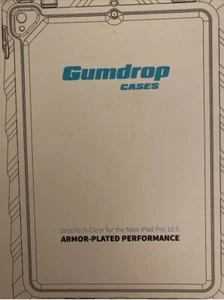 Gumdrop
CASES
DropTech Clear for the New iPad Pro 10.5
ARMOR-PLATED PERFORMANCE